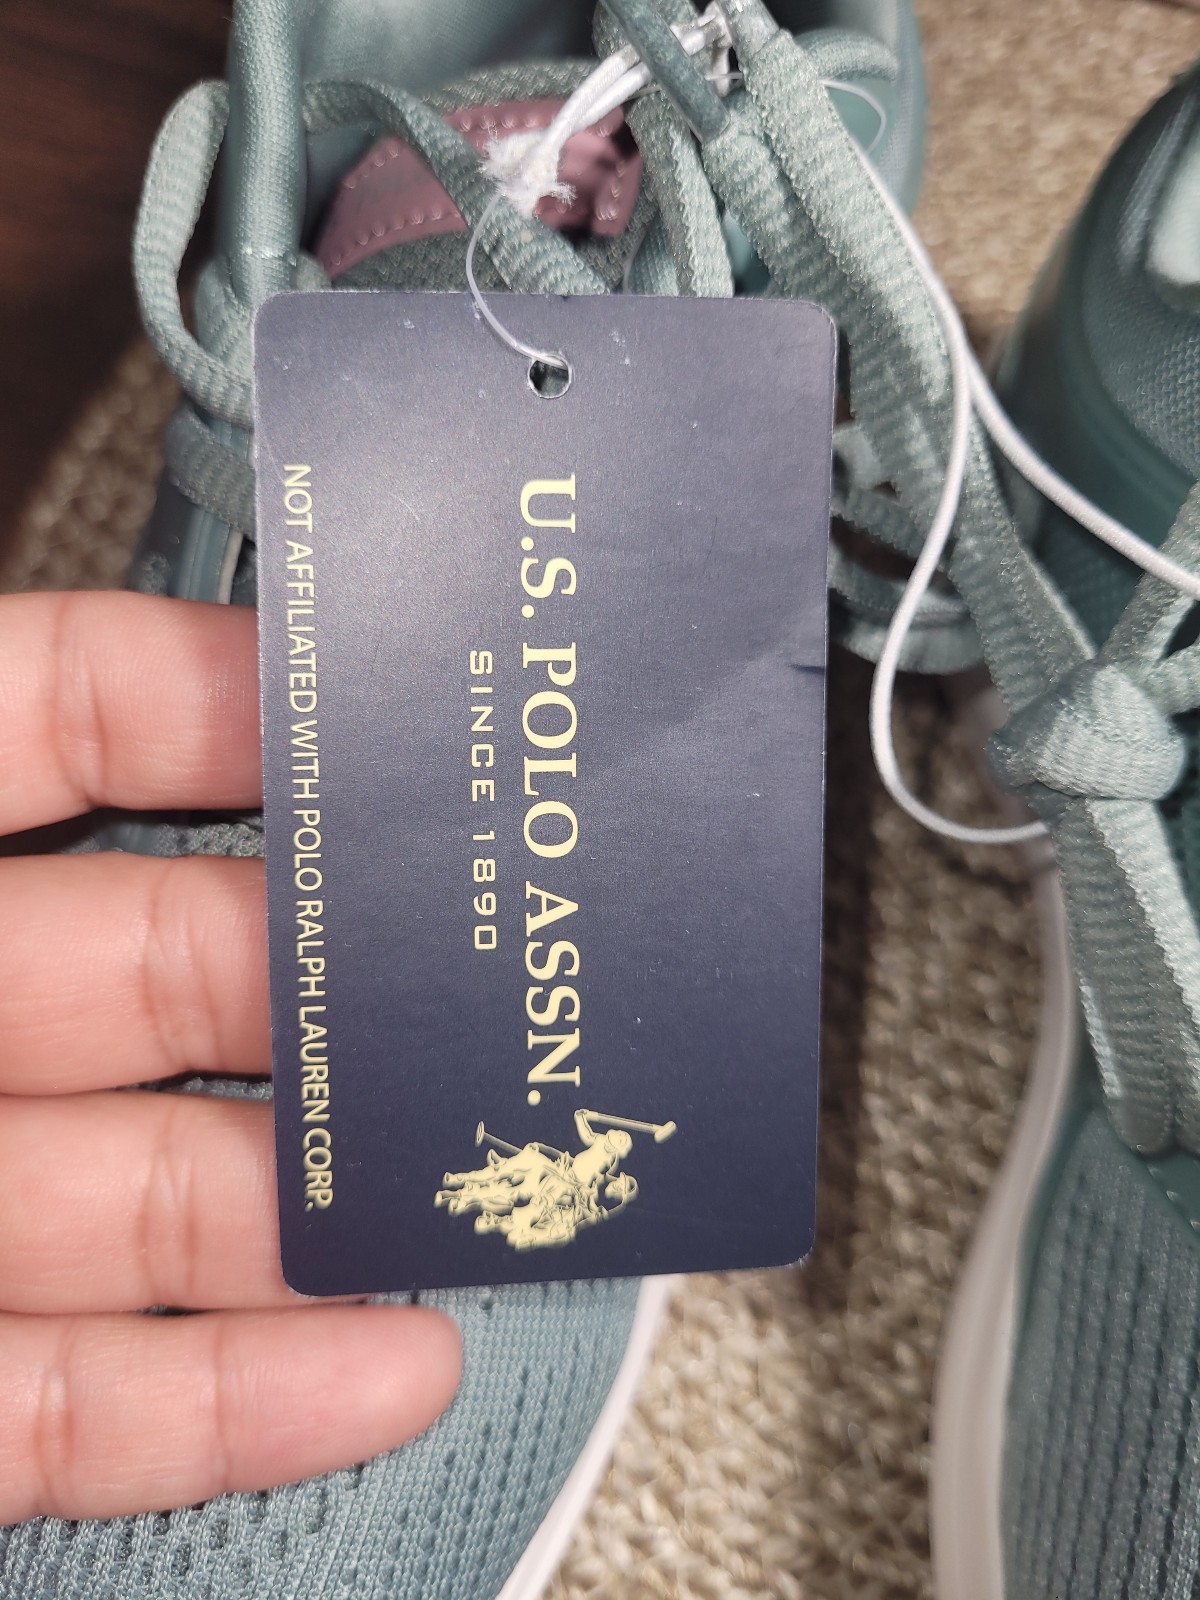 U.S. POLO ASSN.
SINCE 1890
NOT AFFILIATED WITH POLO RALPH LAUREN CORP.